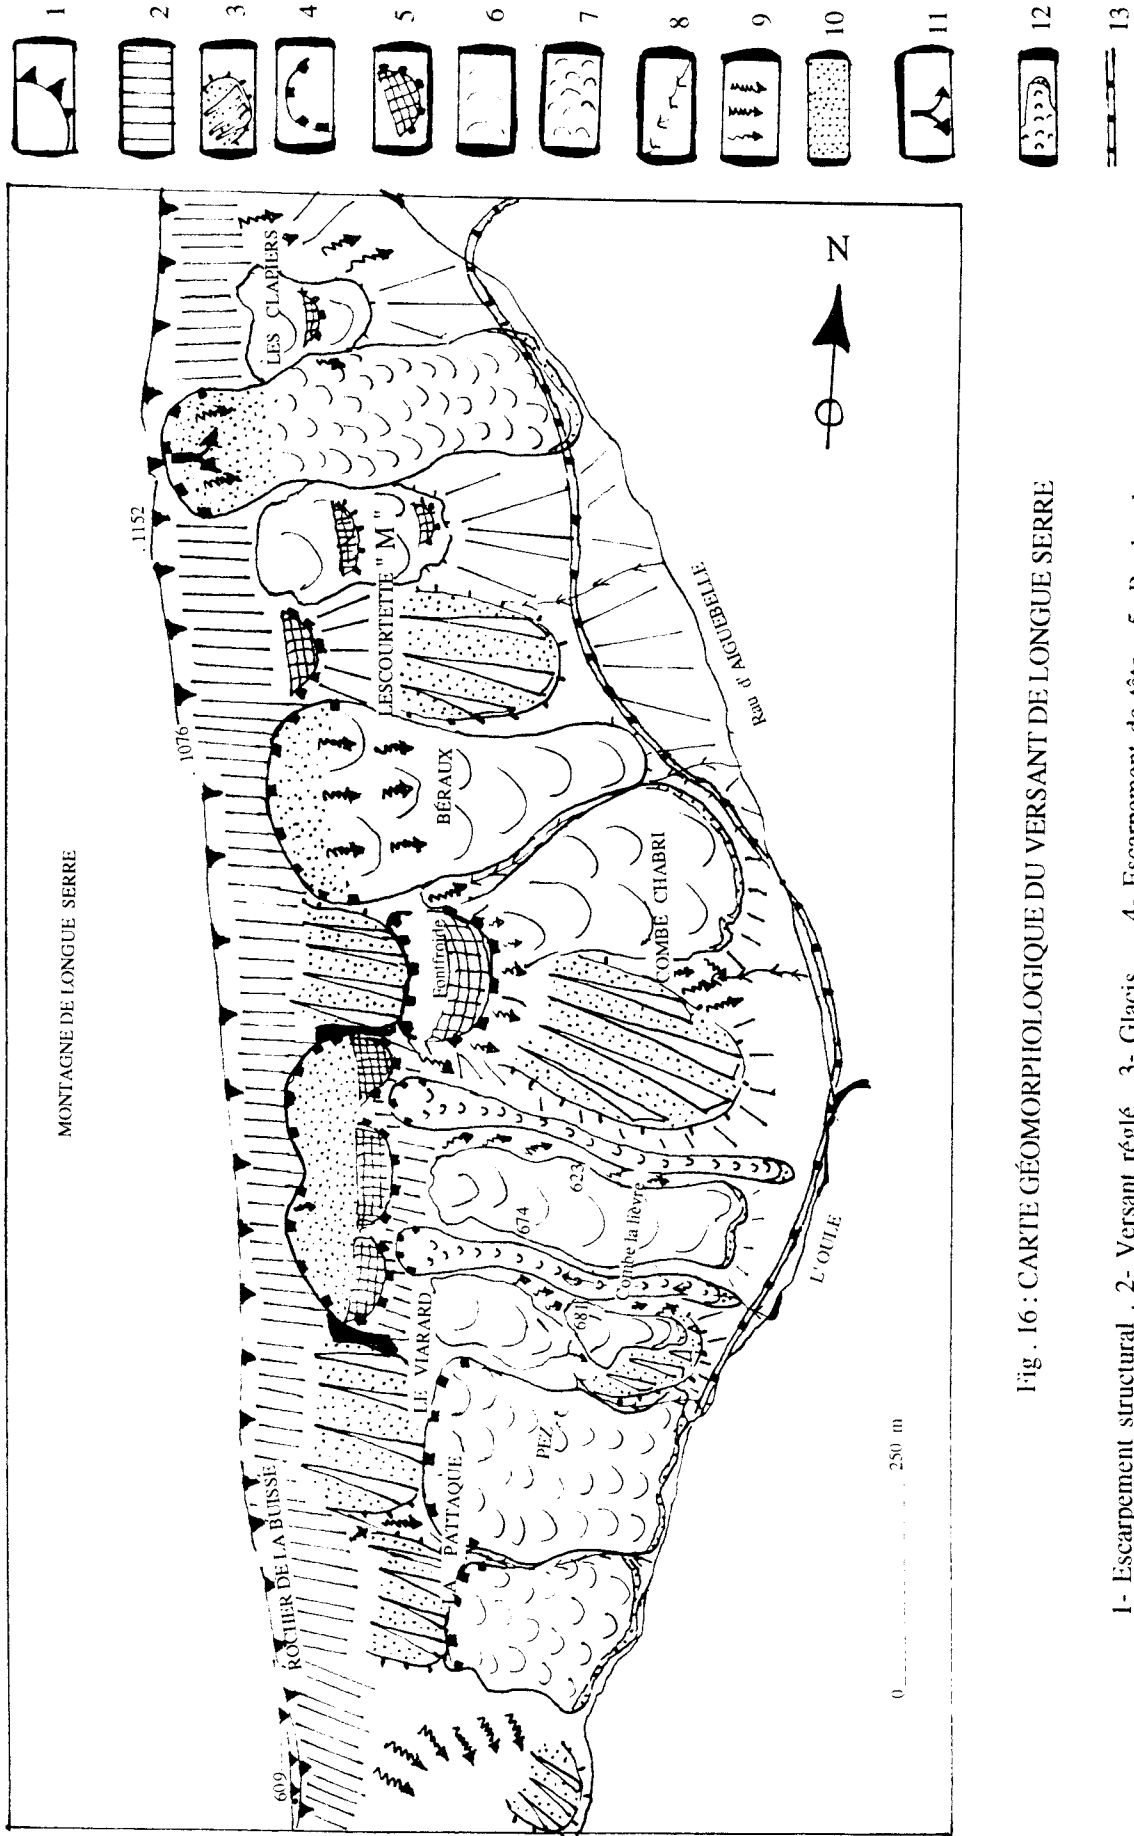 MONTAGNE DE LONGUE SERRE
609
1076
.1152
ROCHER DE LA BUISSE
LES CLAPIERS
LA PATTAQUE
LE VIARARD
Fontfroide
BÉRAUX
LESCOURTETTE " M "
PEZ
681
674
623
Combe la lièvre
COMBE CHABRI
Rau d'AIGUEBELLE
L'OULE
N
0
250 m
1
2
3
4
5
6
7
8
9
10
11
12
13
Fig. 16 : CARTE GÉOMORPHOLOGIQUE DU VERSANT DE LONGUE SERRE
1- Escarpement structural . 2- Versant réglé 3- Glacis 4- Escarpement de tête 5-